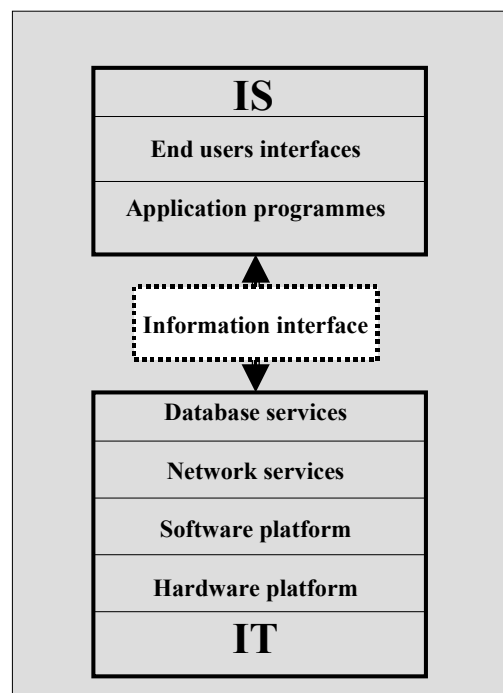 IS
End users interfaces
Application programmes
Information interface
Database services
Network services
Software platform
Hardware platform
IT